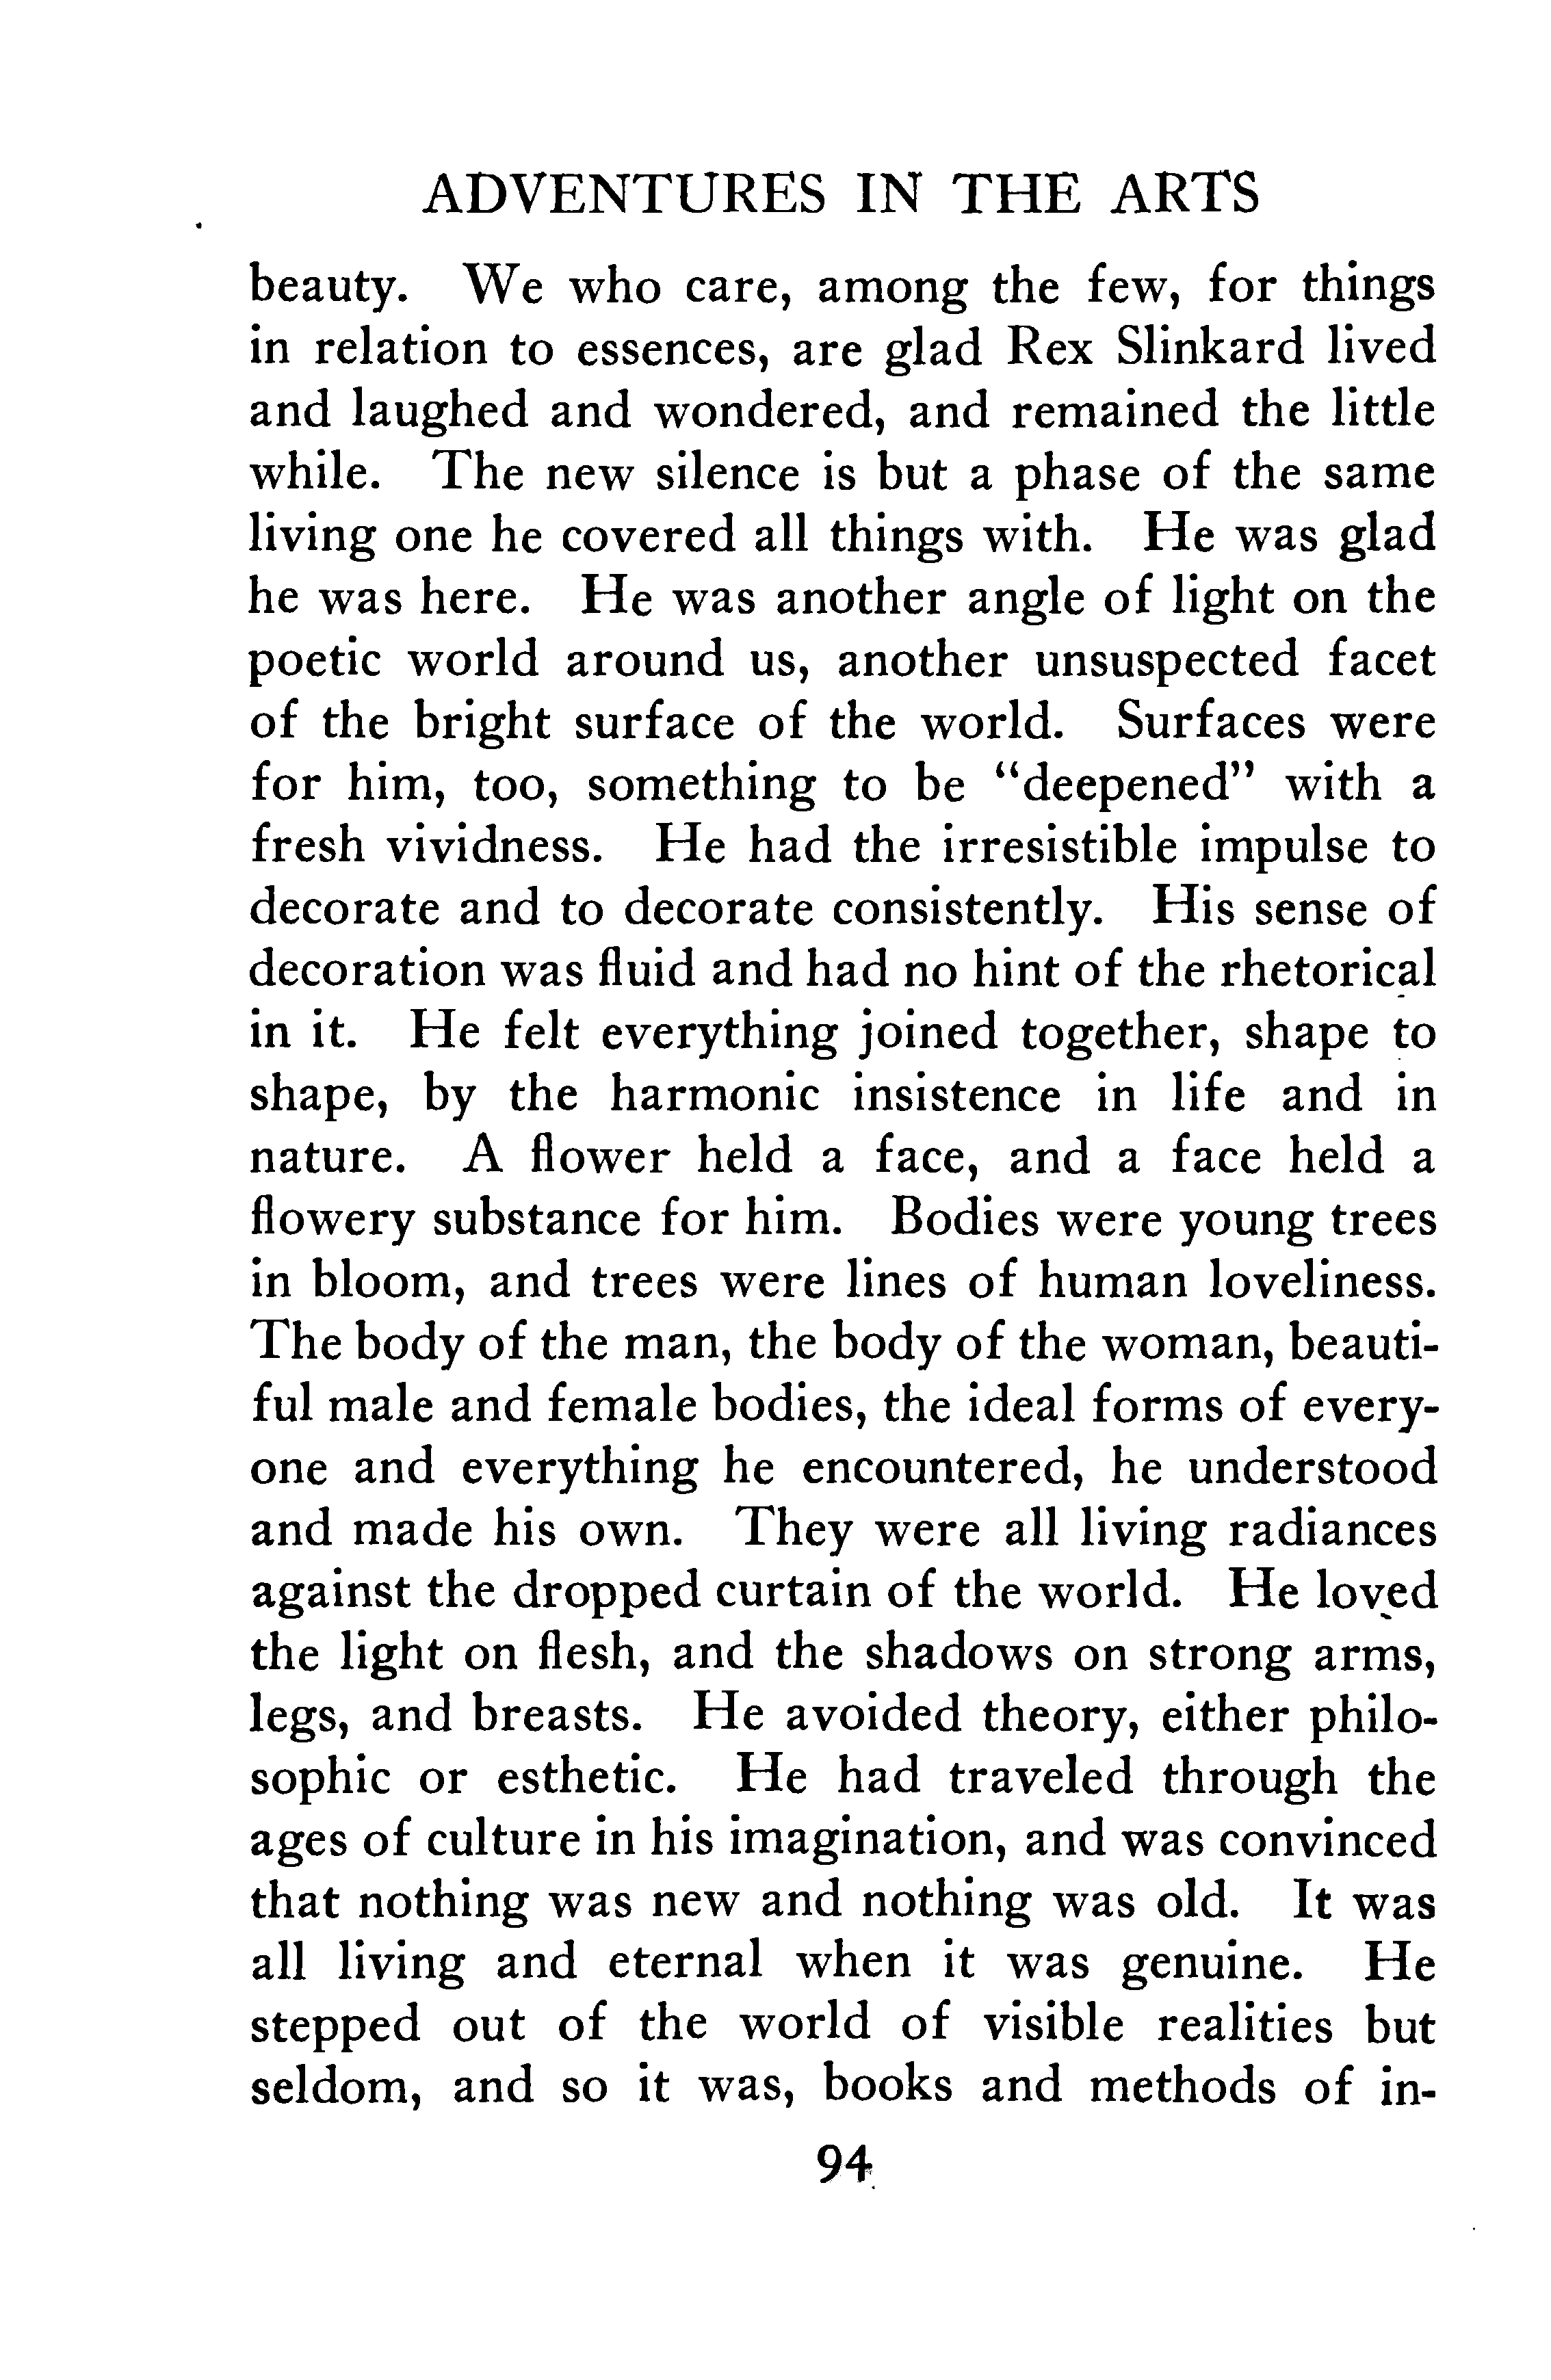 ADVENTURES IN THE ARTS
beauty. We who care, among the few, for things
in relation to essences, are glad Rex Slinkard lived
and laughed and wondered, and remained the little
while. The new silence is but a phase of the same
living one he covered all things with. He was glad
he was here. He was another angle of light on the
poetic world around us, another unsuspected facet
of the bright surface of the world. Surfaces were
for him, too, something to be "deepened" with a
fresh vividness. He had the irresistible impulse to
decorate and to decorate consistently. His sense of
decoration was fluid and had no hint of the rhetorical
in it. He felt everything joined together, shape to
shape, by the harmonic insistence in life and in
nature. A flower held a face, and a face held a
flowery substance for him. Bodies were young trees
in bloom, and trees were lines of human loveliness.
The body of the man, the body of the woman, beauti-
ful male and female bodies, the ideal forms of every-
one and everything he encountered, he understood
and made his own. They were all living radiances
against the dropped curtain of the world. He loved
the light on flesh, and the shadows on strong arms,
legs, and breasts. He avoided theory, either philo-
sophic or esthetic. He had traveled through the
ages of culture in his imagination, and was convinced
that nothing was new and nothing was old. It was
all living and eternal when it was genuine. He
stepped out of the world of visible realities but
seldom, and so it was, books and methods of in-
94